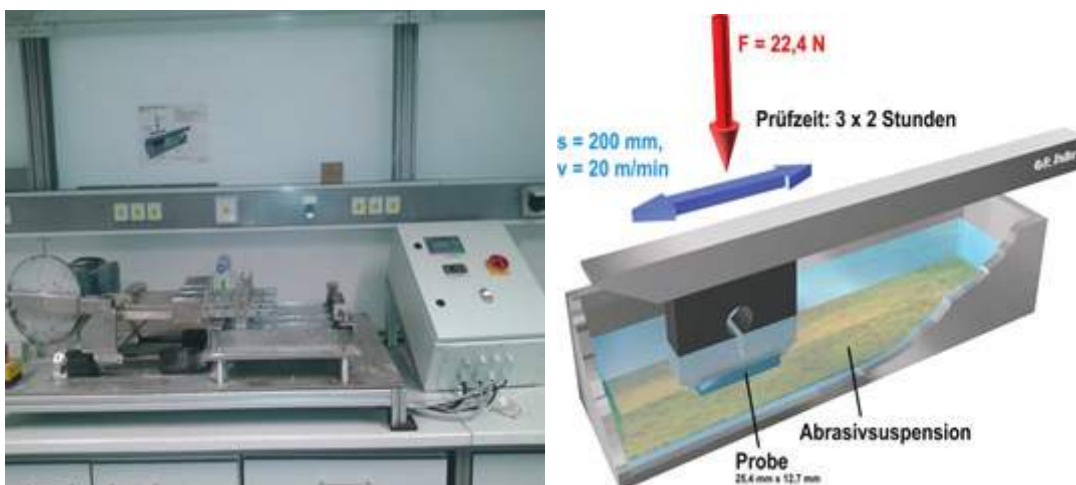 F = 22,4 N
Prüfzeit: 3 x 2 Stunden
s = 200 mm,
v = 20 m/min
Abrasivsuspension
Probe
25,4 mm x 12,7 mm